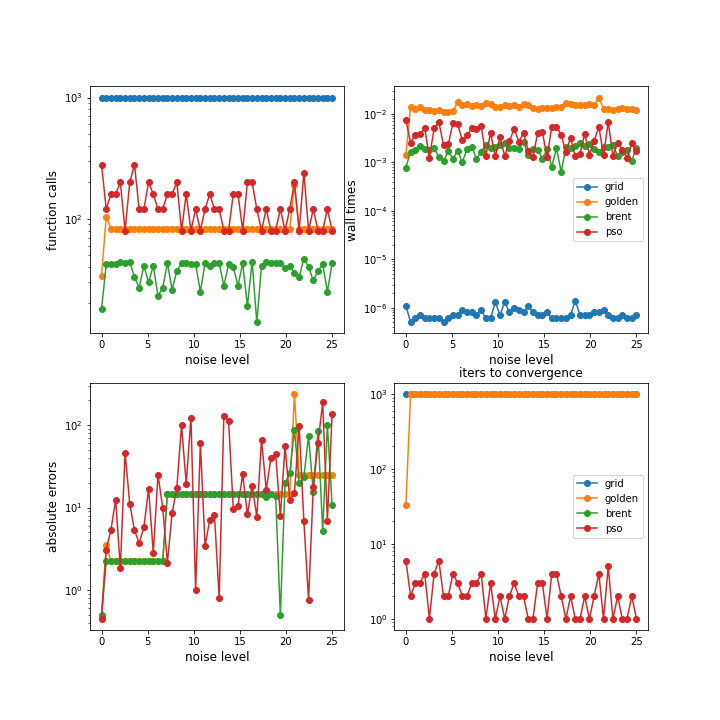 function calls
10³
10²
0 5 10 15 20 25
noise level
wall times
10⁻²
10⁻³
10⁻⁴
10⁻⁵
10⁻⁶
grid
golden
brent
pso
0 5 10 15 20 25
noise level
absolute errors
10²
10¹
10⁰
0 5 10 15 20 25
noise level
iters to convergence
10³
10²
10¹
10⁰
grid
golden
brent
pso
0 5 10 15 20 25
noise level